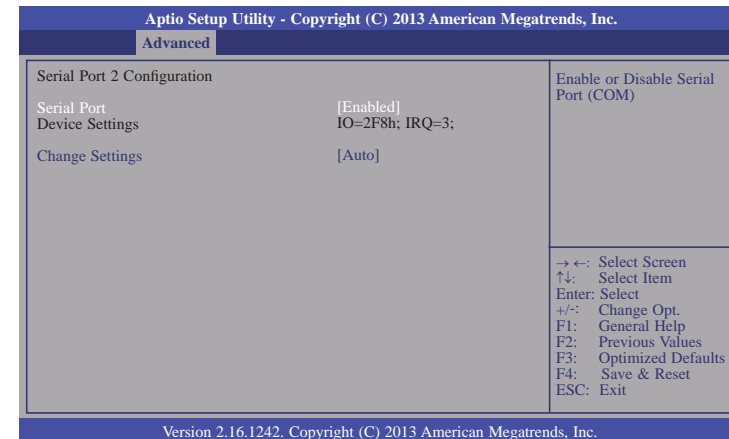 Aptio Setup Utility - Copyright (C) 2013 American Megatrends, Inc.
Advanced
Serial Port 2 Configuration
Serial Port [Enabled]
Device Settings IO=2F8h; IRQ=3;
Change Settings [Auto]
Enable or Disable Serial
Port (COM)
→ ←: Select Screen
↑↓: Select Item
Enter: Select
+/-: Change Opt.
F1: General Help
F2: Previous Values
F3: Optimized Defaults
F4: Save & Reset
ESC: Exit
Version 2.16.1242. Copyright (C) 2013 American Megatrends, Inc.